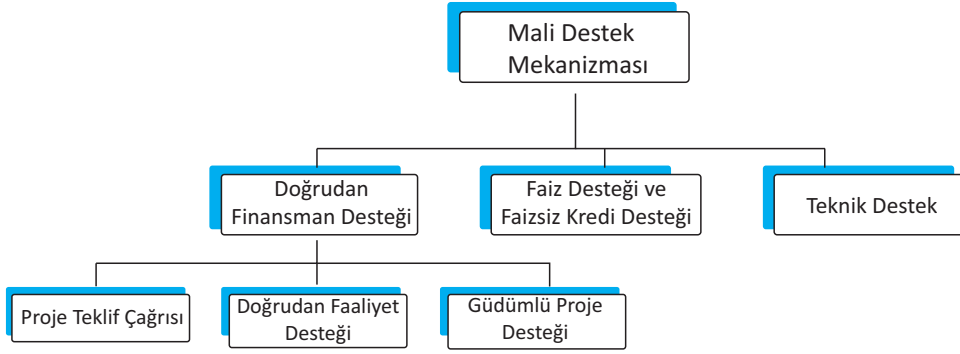 Mali Destek
Mekanizması
Doğrudan
Finansman Desteği
Faiz Desteği ve
Faizsiz Kredi Desteği
Teknik Destek
Proje Teklif Çağrısı
Doğrudan Faaliyet
Desteği
Güdümlü Proje
Desteği